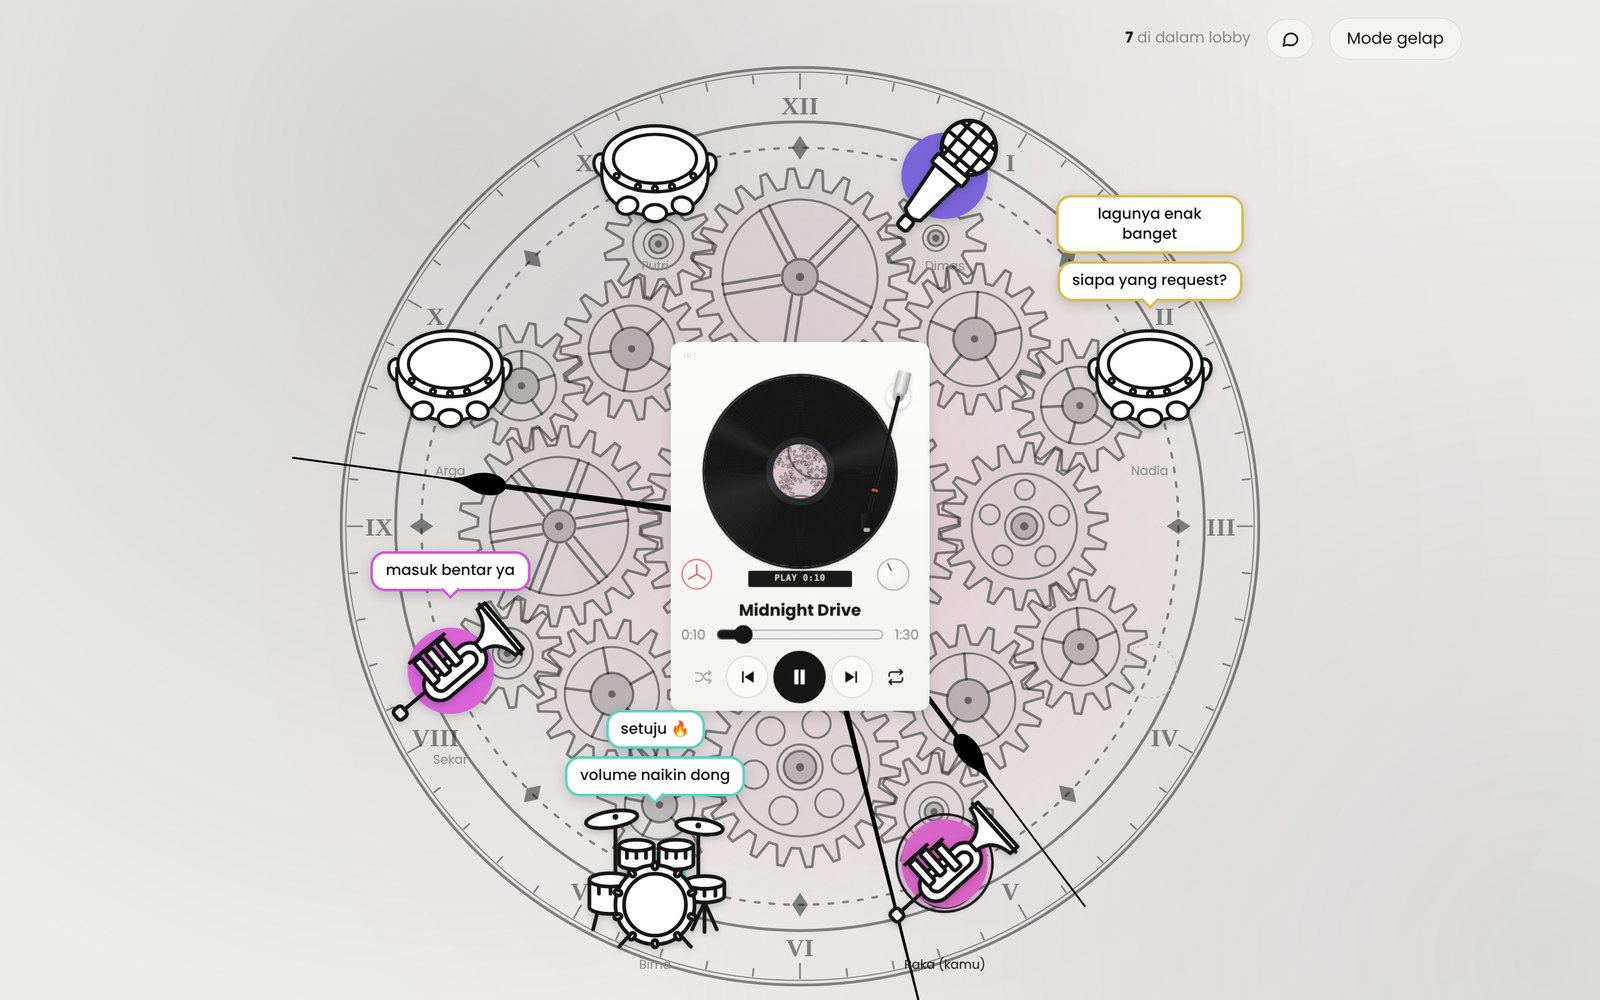 7 di dalam lobby
Mode gelap
XII
X
I
lagunya enak
banget
siapa yang request?
Putri
Dimas
X
II
Arga
Nadia
IX
III
masuk bentar ya
PLAY 0:10
Midnight Drive
0:10
1:30
setuju 🔥
volume naikin dong
VIII
IV
Sekar
V
V
VI
Bima
Raka (kamu)